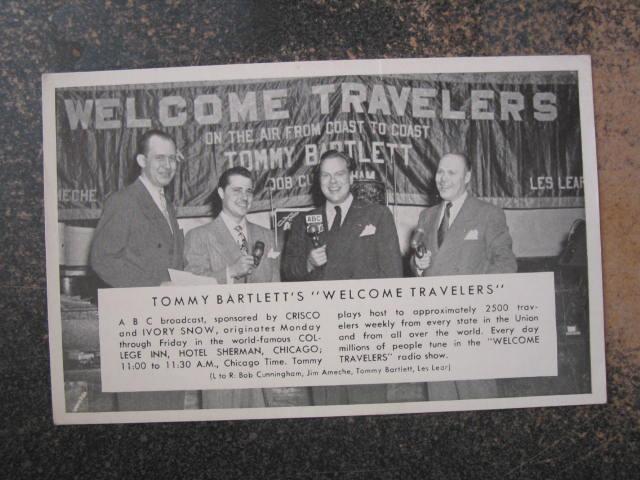 WELCOME TRAVELERS
ON THE AIR FROM COAST TO COAST
TOMMY BARTLETT
MECHE
BOB CU HAM
LES LEAR
ABC
TOMMY BARTLETT'S "WELCOME TRAVELERS"
A B C broadcast, sponsored by CRISCO
and IVORY SNOW, originates Monday
through Friday in the world-famous COL-
LEGE INN, HOTEL SHERMAN, CHICAGO;
11:00 to 11:30 A.M., Chicago Time. Tommy
plays host to approximately 2500 trav-
elers weekly from every state in the Union
and from all over the world. Every day
millions of people tune in the "WELCOME
TRAVELERS" radio show.
(L to R: Bob Cunningham, Jim Ameche, Tommy Bartlett, Les Lear)